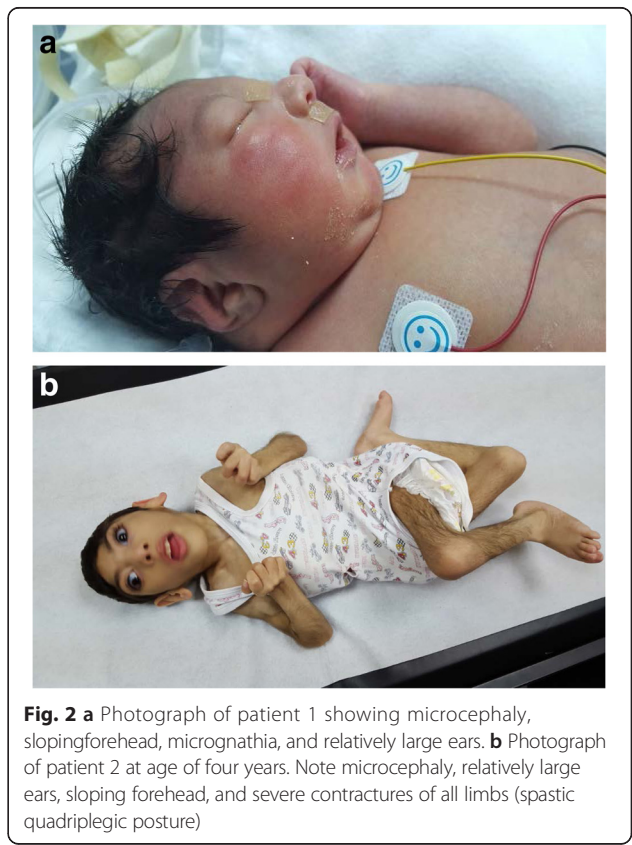 a
b
Fig. 2 a Photograph of patient 1 showing microcephaly,
slopingforehead, micrognathia, and relatively large ears. b Photograph
of patient 2 at age of four years. Note microcephaly, relatively large
ears, sloping forehead, and severe contractures of all limbs (spastic
quadriplegic posture)